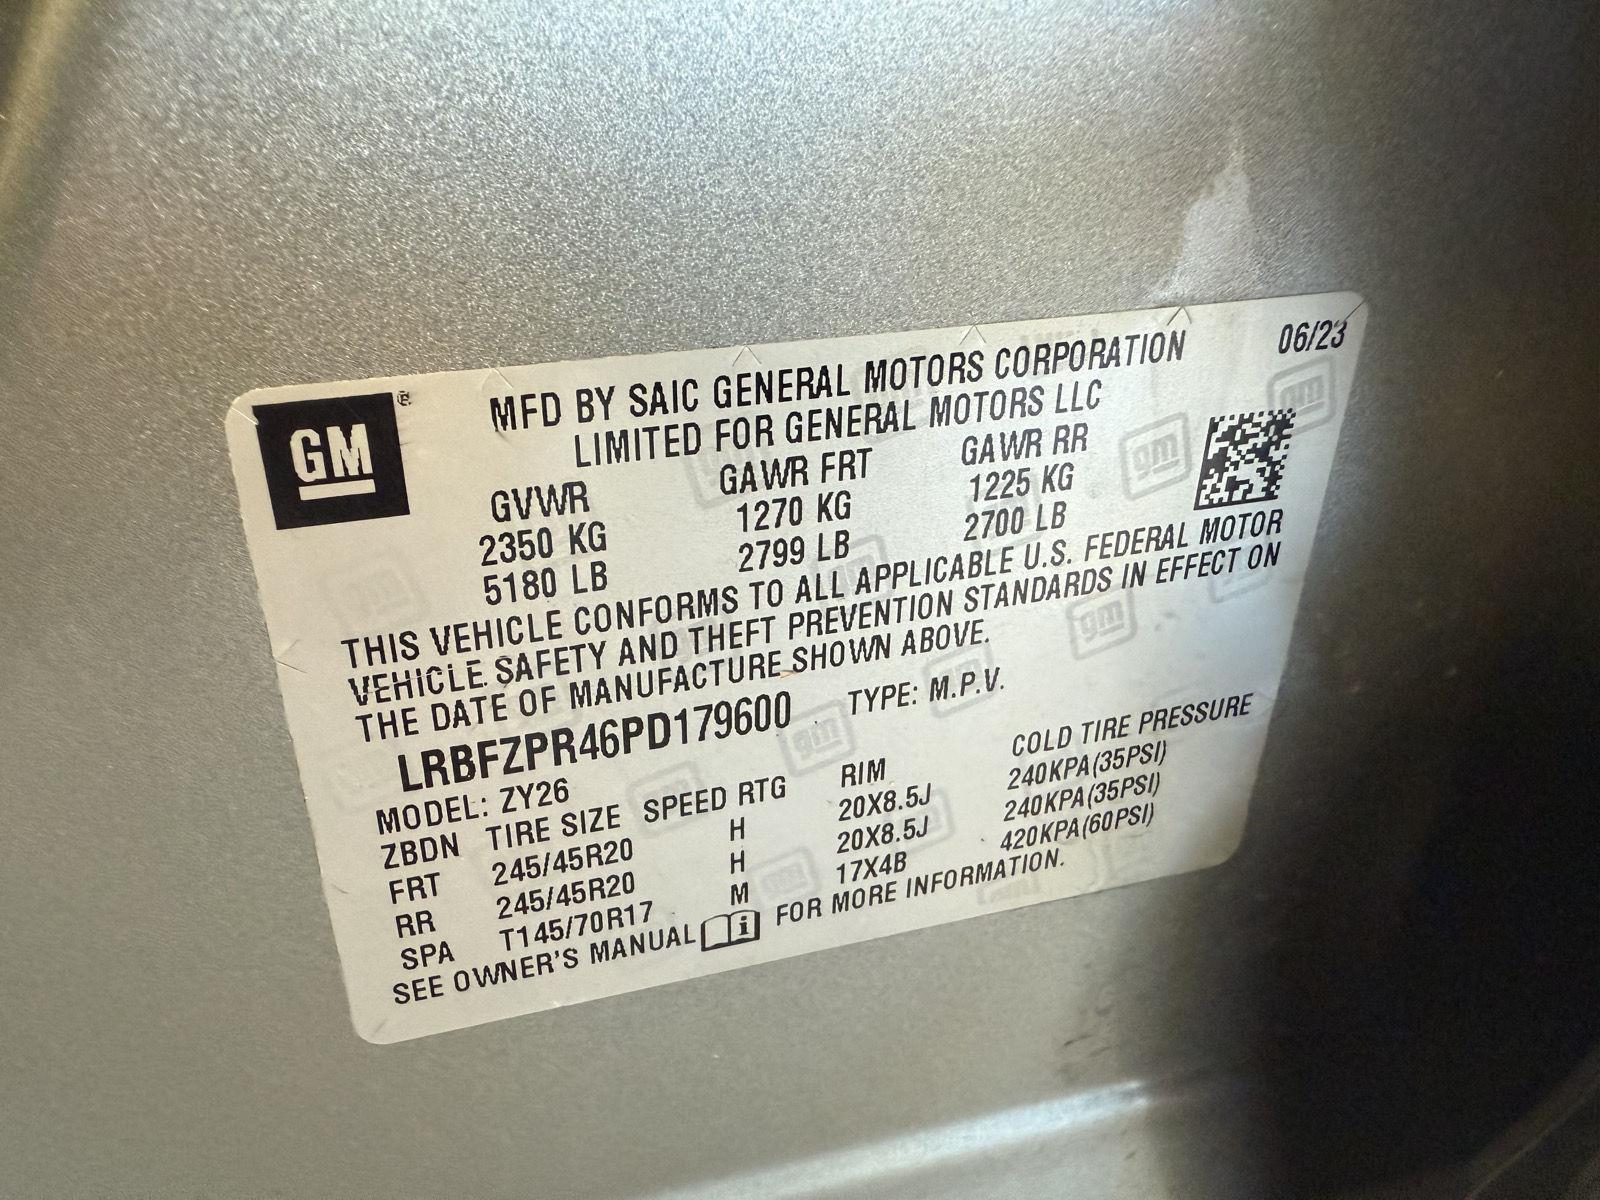 GM
MFD BY SAIC GENERAL MOTORS CORPORATION
LIMITED FOR GENERAL MOTORS LLC
06/23
GVWR GAWR FRT GAWR RR
2350 KG 1270 KG 1225 KG
5180 LB 2799 LB 2700 LB
THIS VEHICLE CONFORMS TO ALL APPLICABLE U.S. FEDERAL MOTOR
VEHICLE SAFETY AND THEFT PREVENTION STANDARDS IN EFFECT ON
THE DATE OF MANUFACTURE SHOWN ABOVE.
LRBFZPR46PD179600 TYPE: M.P.V.
MODEL: ZY26
ZBDN TIRE SIZE SPEED RTG RIM COLD TIRE PRESSURE
FRT 245/45R20 H 20X8.5J 240KPA(35PSI)
RR 245/45R20 H 20X8.5J 240KPA(35PSI)
SPA T145/70R17 M 17X4B 420KPA(60PSI)
SEE OWNER'S MANUAL FOR MORE INFORMATION.